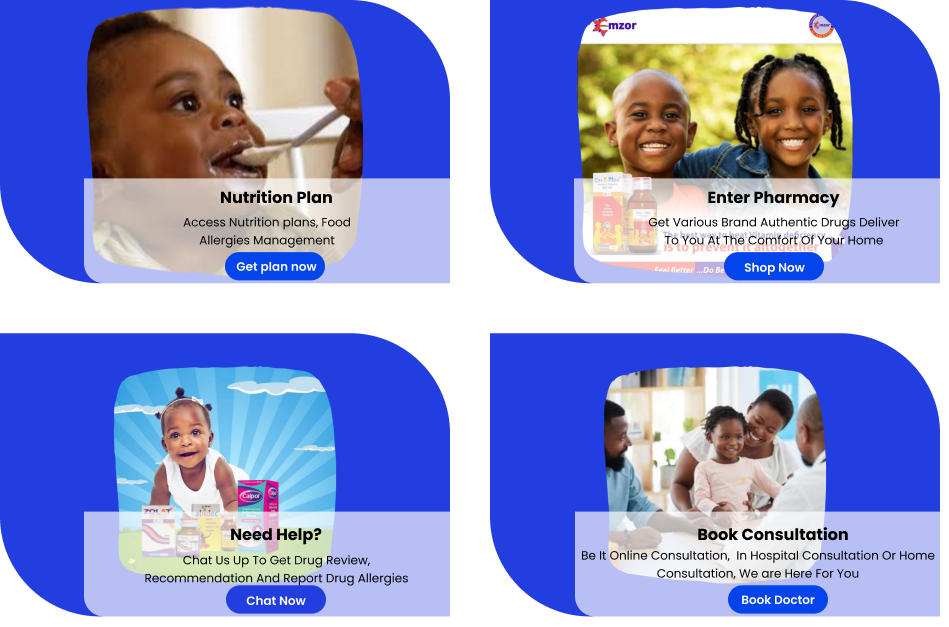 Nutrition Plan
Access Nutrition plans, Food
Allergies Management
Get plan now
emzor
Enter Pharmacy
Get Various Brand Authentic Drugs Deliver
The best way to beat Vitamin deficiency
To You At The Comfort Of Your Home
is to prevent it altogether
Shop Now
Feel Better ...Do Be
Calpol
ZOLAT
Need Help?
Chat Us Up To Get Drug Review,
Recommendation And Report Drug Allergies
Chat Now
Book Consultation
Be It Online Consultation, In Hospital Consultation Or Home
Consultation, We are Here For You
Book Doctor